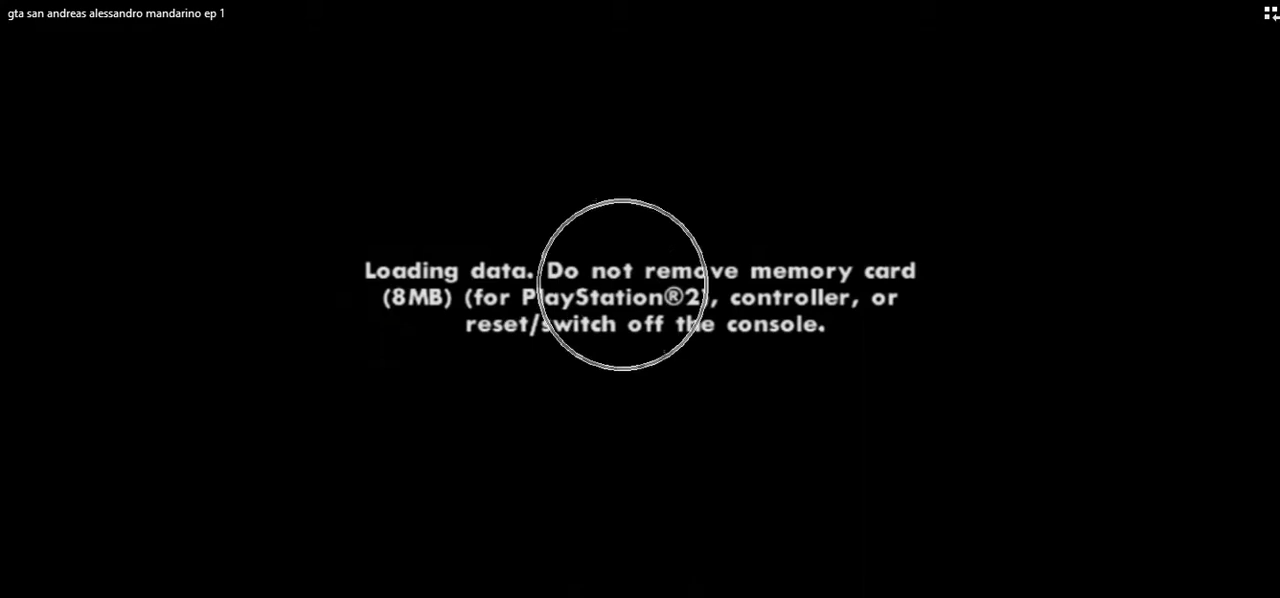 gta san andreas alessandro mandarino ep 1
Loading data. Do not remove memory card
(8MB) (for PlayStation®2), controller, or
reset/switch off the console.